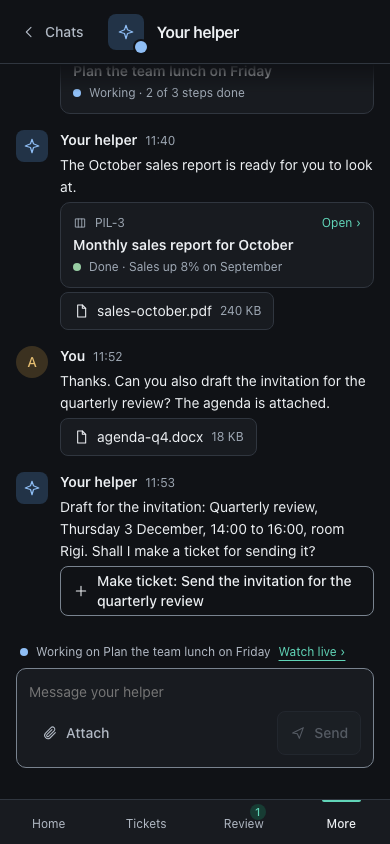 Chats
Your helper
Plan the team lunch on Friday
Working · 2 of 3 steps done
Your helper 11:40
The October sales report is ready for you to look
at.
PIL-3 Open ›
Monthly sales report for October
Done · Sales up 8% on September
sales-october.pdf 240 KB
A
You 11:52
Thanks. Can you also draft the invitation for the
quarterly review? The agenda is attached.
agenda-q4.docx 18 KB
Your helper 11:53
Draft for the invitation: Quarterly review,
Thursday 3 December, 14:00 to 16:00, room
Rigi. Shall I make a ticket for sending it?
Make ticket: Send the invitation for the
quarterly review
Working on Plan the team lunch on Friday Watch live ›
Message your helper
Attach
Send
1
Home
Tickets
Review
More